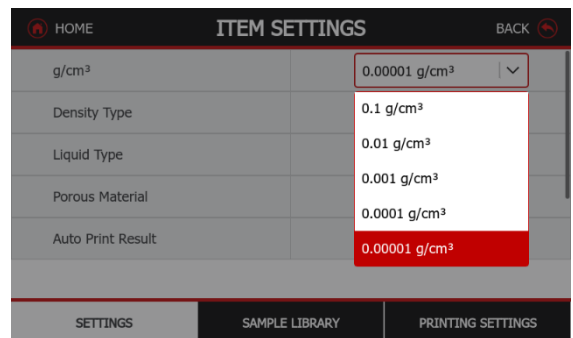 HOME
ITEM SETTINGS
BACK
g/cm³
0.00001 g/cm³
0.1 g/cm³
Density Type
0.01 g/cm³
Liquid Type
0.001 g/cm³
Porous Material
0.0001 g/cm³
Auto Print Result
0.00001 g/cm³
SETTINGS
SAMPLE LIBRARY
PRINTING SETTINGS